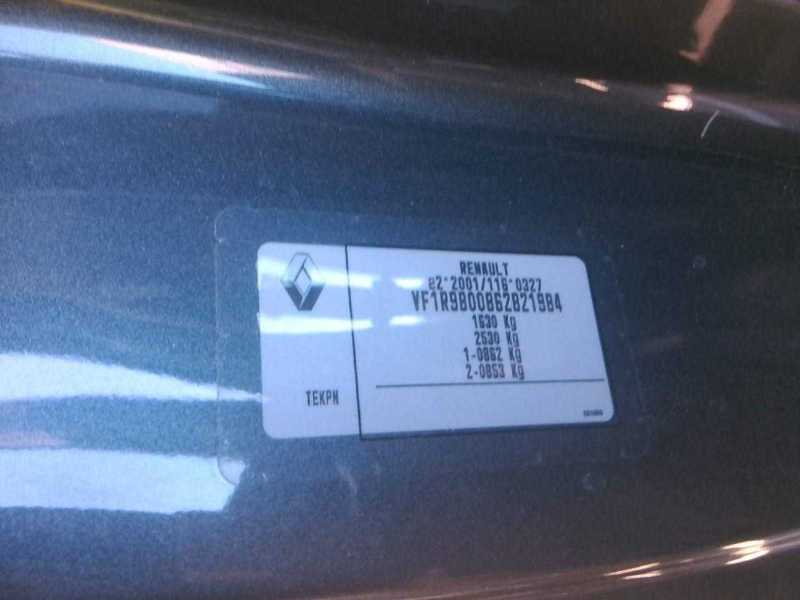 RENAULT
e2*2001/116*0327
VF1R9800862821984
1630 Kg
2530 Kg
1-0862 Kg
2-0853 Kg
TEKPN